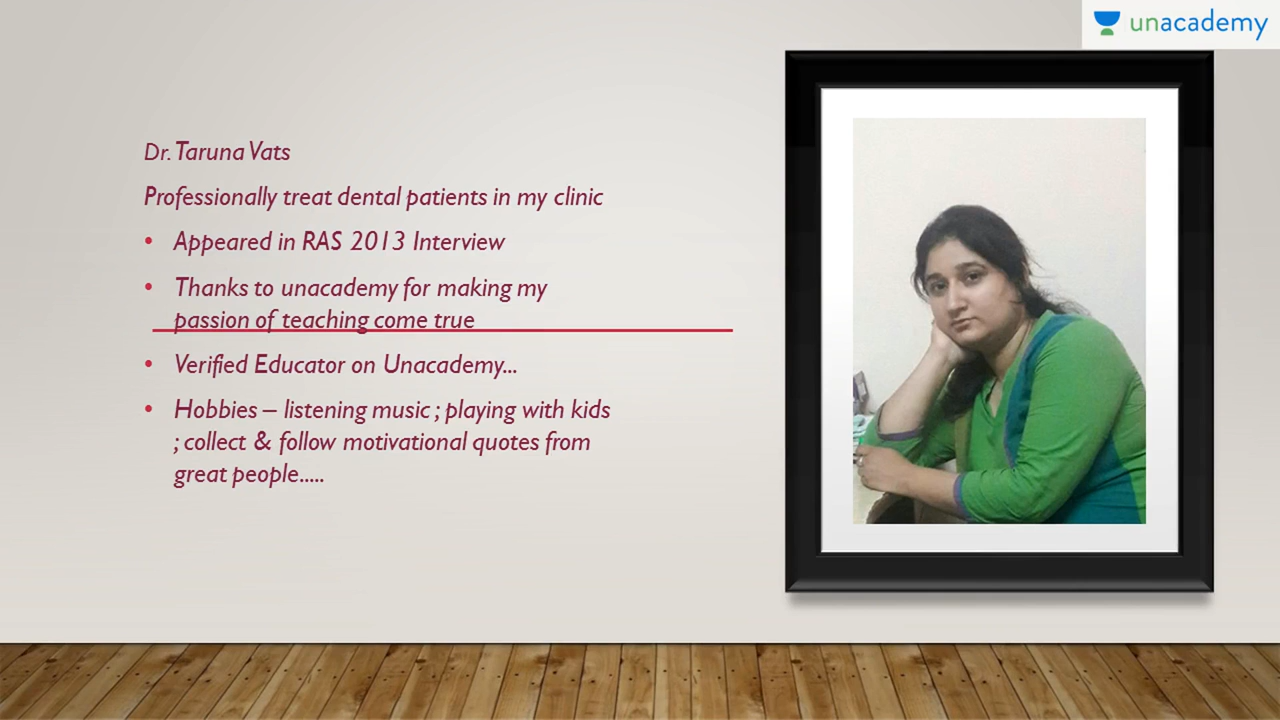 unacademy
Dr. Taruna Vats
Professionally treat dental patients in my clinic
• Appeared in RAS 2013 Interview
• Thanks to unacademy for making my
passion of teaching come true
• Verified Educator on Unacademy...
• Hobbies – listening music ; playing with kids
; collect & follow motivational quotes from
great people.....